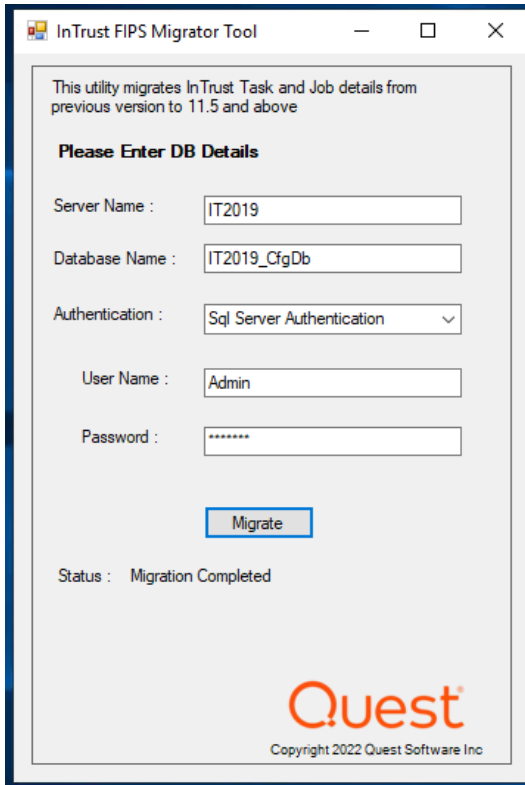 InTrust FIPS Migrator Tool
This utility migrates InTrust Task and Job details from
previous version to 11.5 and above
Please Enter DB Details
Server Name : IT2019
Database Name : IT2019_CfgDb
Authentication : Sql Server Authentication
User Name : Admin
Password : *******
Migrate
Status : Migration Completed
Quest
Copyright 2022 Quest Software Inc